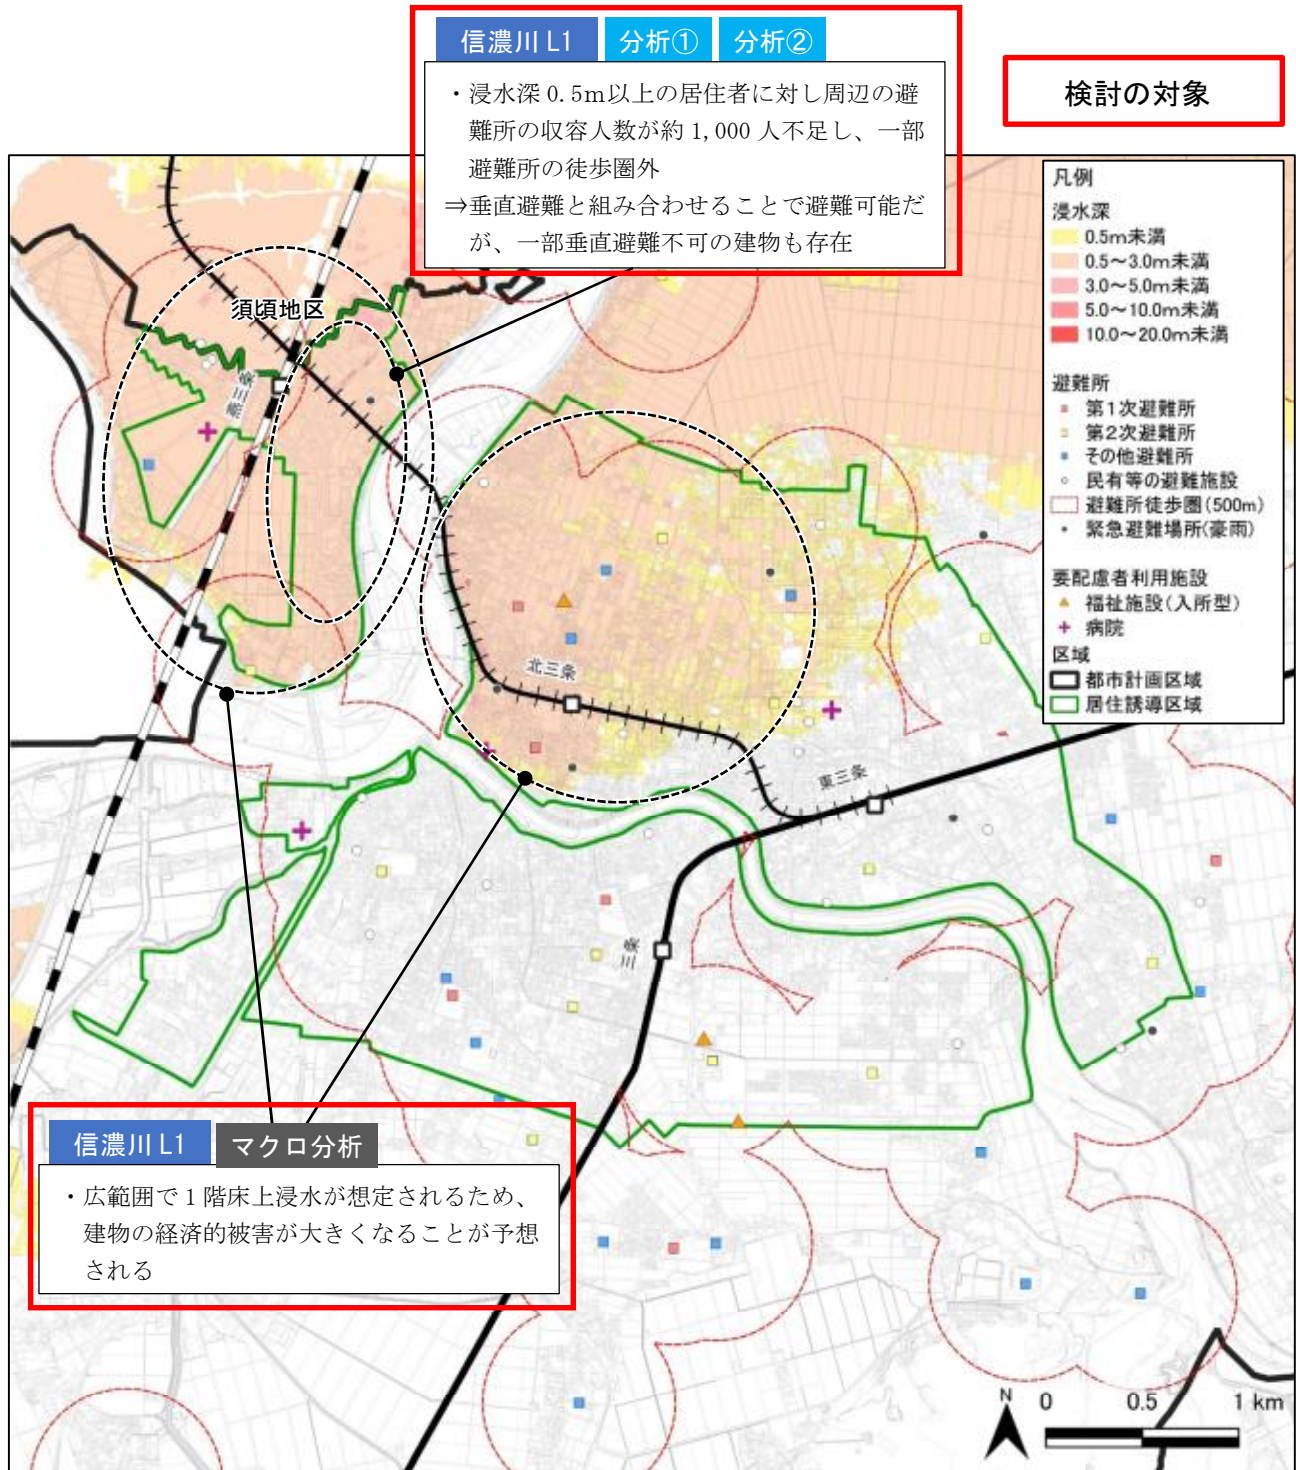 信濃川 L1 分析① 分析②
・浸水深 0.5m以上の居住者に対し周辺の避
難所の収容人数が約 1,000 人不足し、一部
避難所の徒歩圏外
⇒垂直避難と組み合わせることで避難可能だ
が、一部垂直避難不可の建物も存在
検討の対象
凡例
浸水深
0.5m未満
0.5～3.0m未満
3.0～5.0m未満
5.0～10.0m未満
10.0～20.0m未満
避難所
第1次避難所
第2次避難所
その他避難所
民有等の避難施設
避難所徒歩圏(500m)
緊急避難場所(豪雨)
要配慮者利用施設
福祉施設(入所型)
病院
区域
都市計画区域
居住誘導区域
須頃地区
燕三条
北三条
東三条
三条
信濃川 L1 マクロ分析
・広範囲で 1 階床上浸水が想定されるため、
建物の経済的被害が大きくなることが予想
される
N
0 0.5 1 km